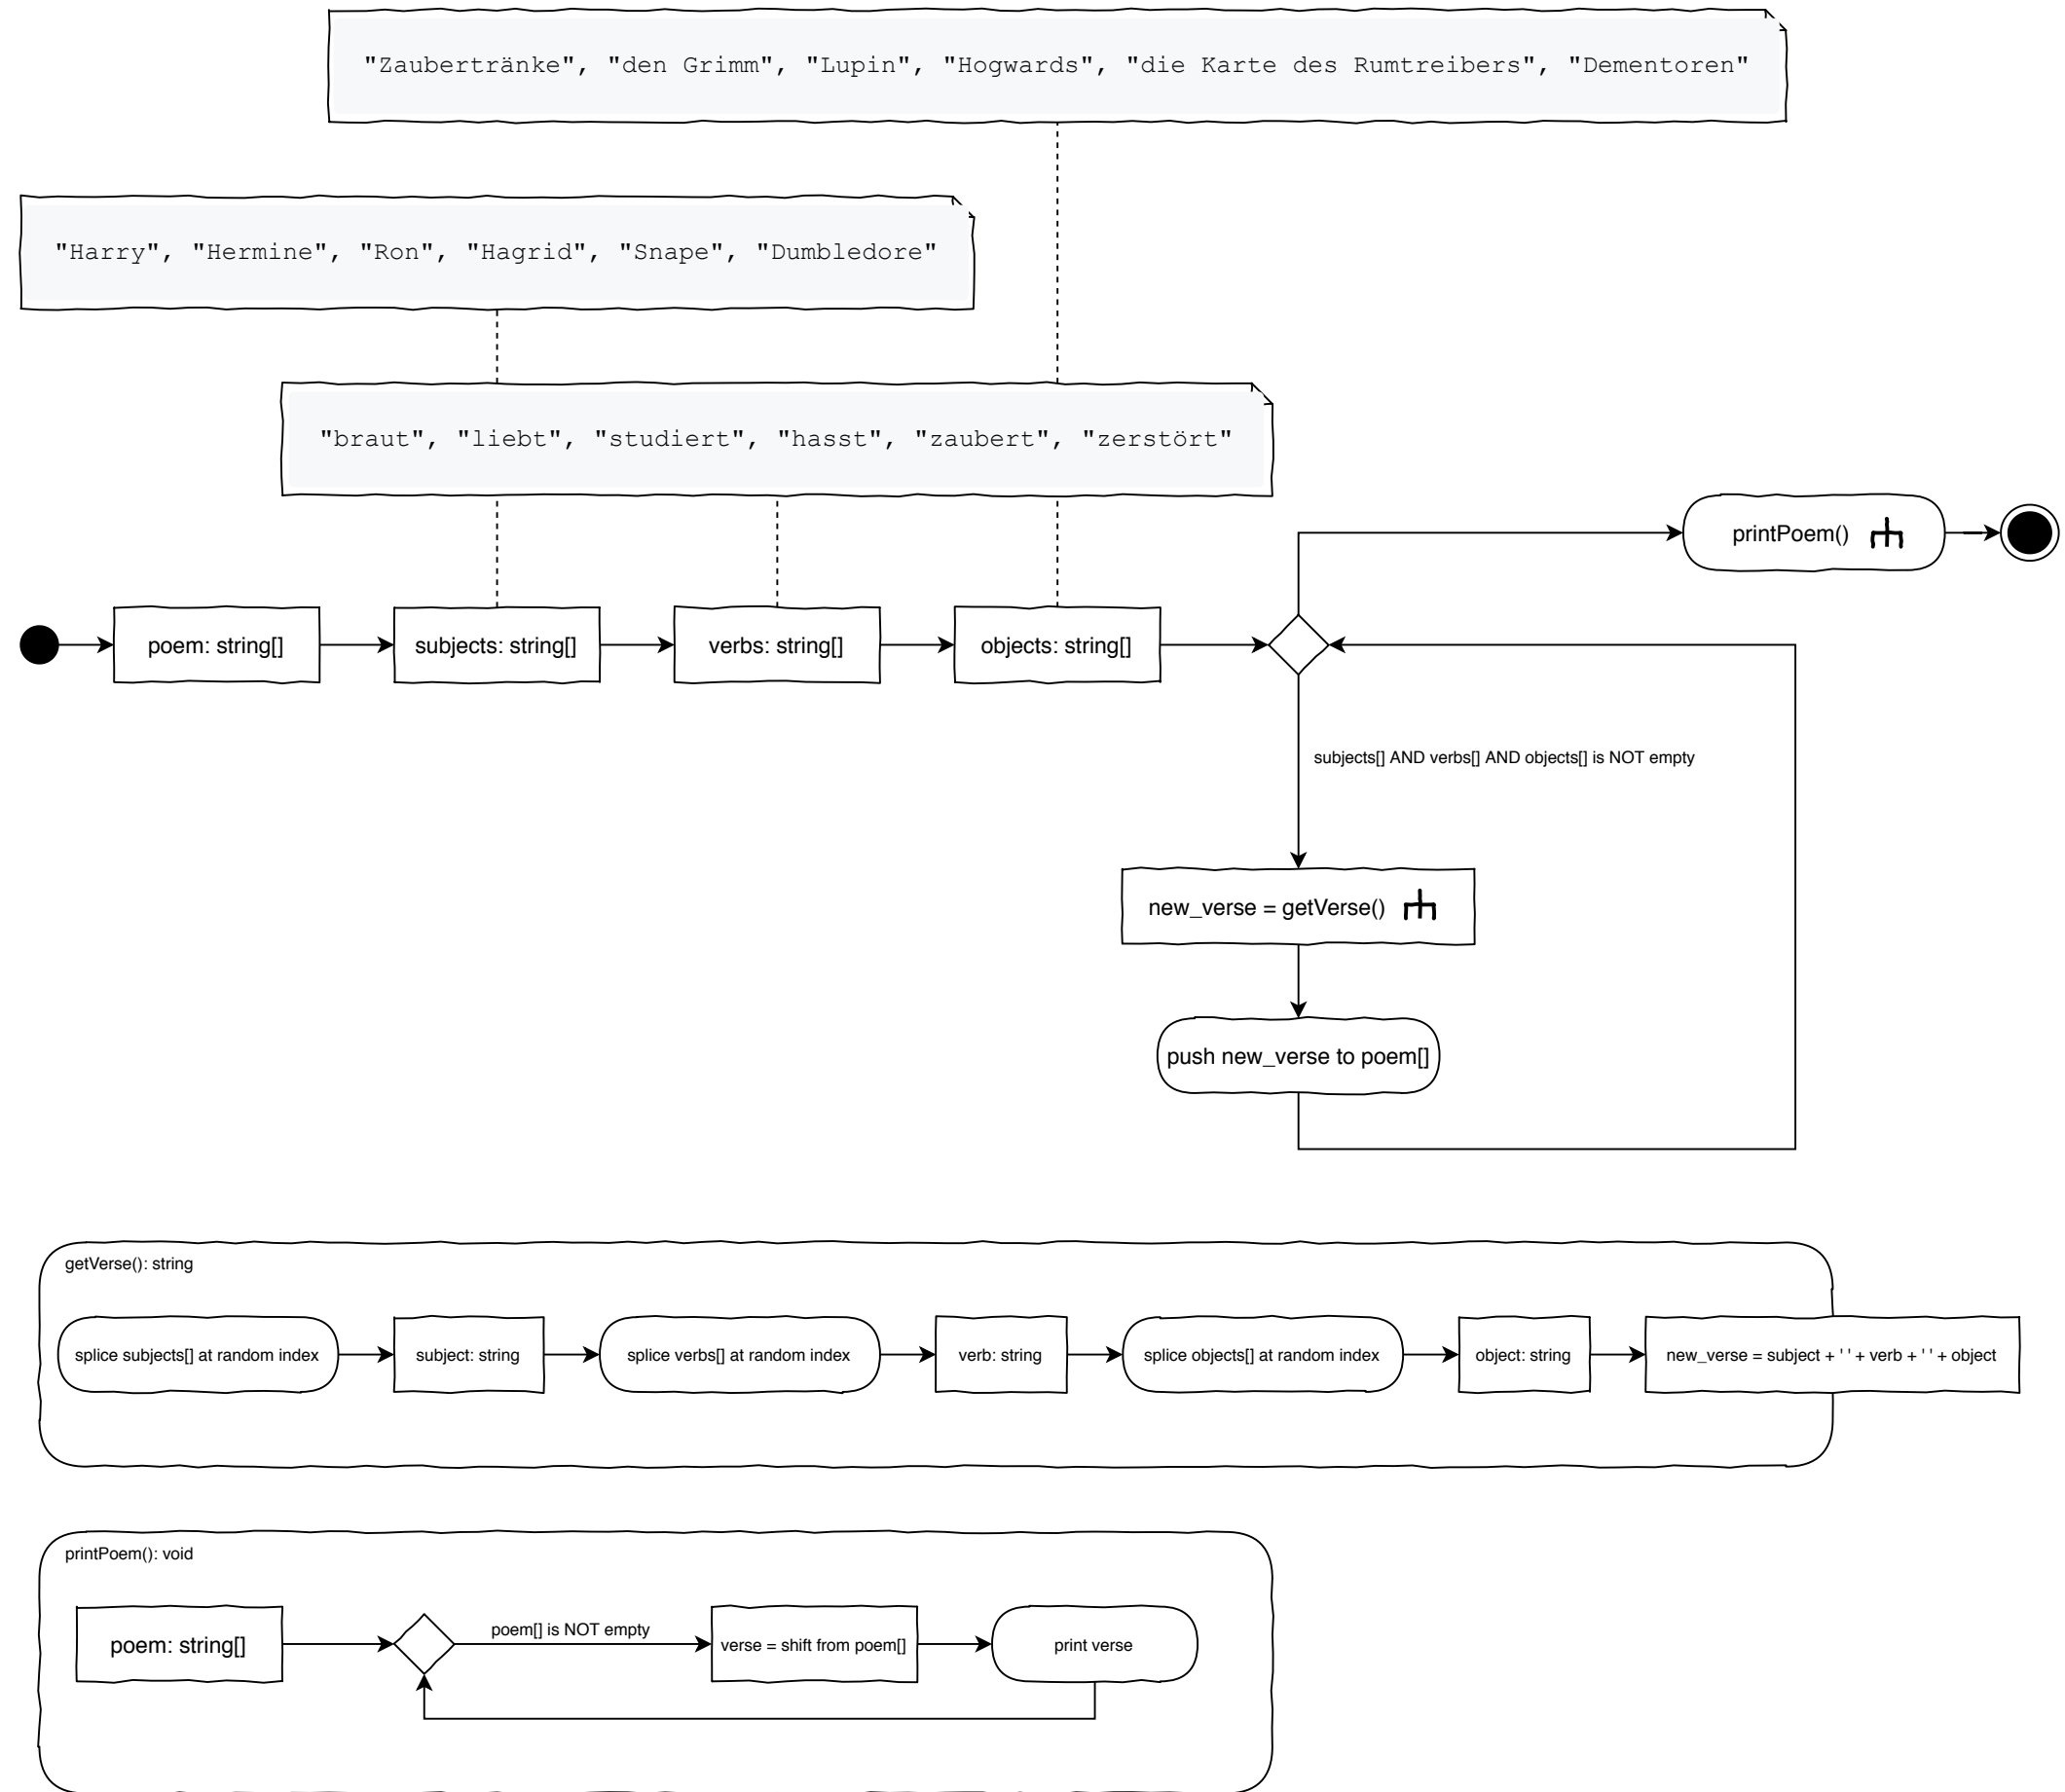 "Zaubertränke", "den Grimm", "Lupin", "Hogwards", "die Karte des Rumtreibers", "Dementoren"
"Harry", "Hermine", "Ron", "Hagrid", "Snape", "Dumbledore"
"braut", "liebt", "studiert", "hasst", "zaubert", "zerstört"
printPoem()
poem: string[]
subjects: string[]
verbs: string[]
objects: string[]
subjects[] AND verbs[] AND objects[] is NOT empty
new_verse = getVerse()
push new_verse to poem[]
getVerse(): string
splice subjects[] at random index
subject: string
splice verbs[] at random index
verb: string
splice objects[] at random index
object: string
new_verse = subject + ' ' + verb + ' ' + object
printPoem(): void
poem: string[]
poem[] is NOT empty
verse = shift from poem[]
print verse